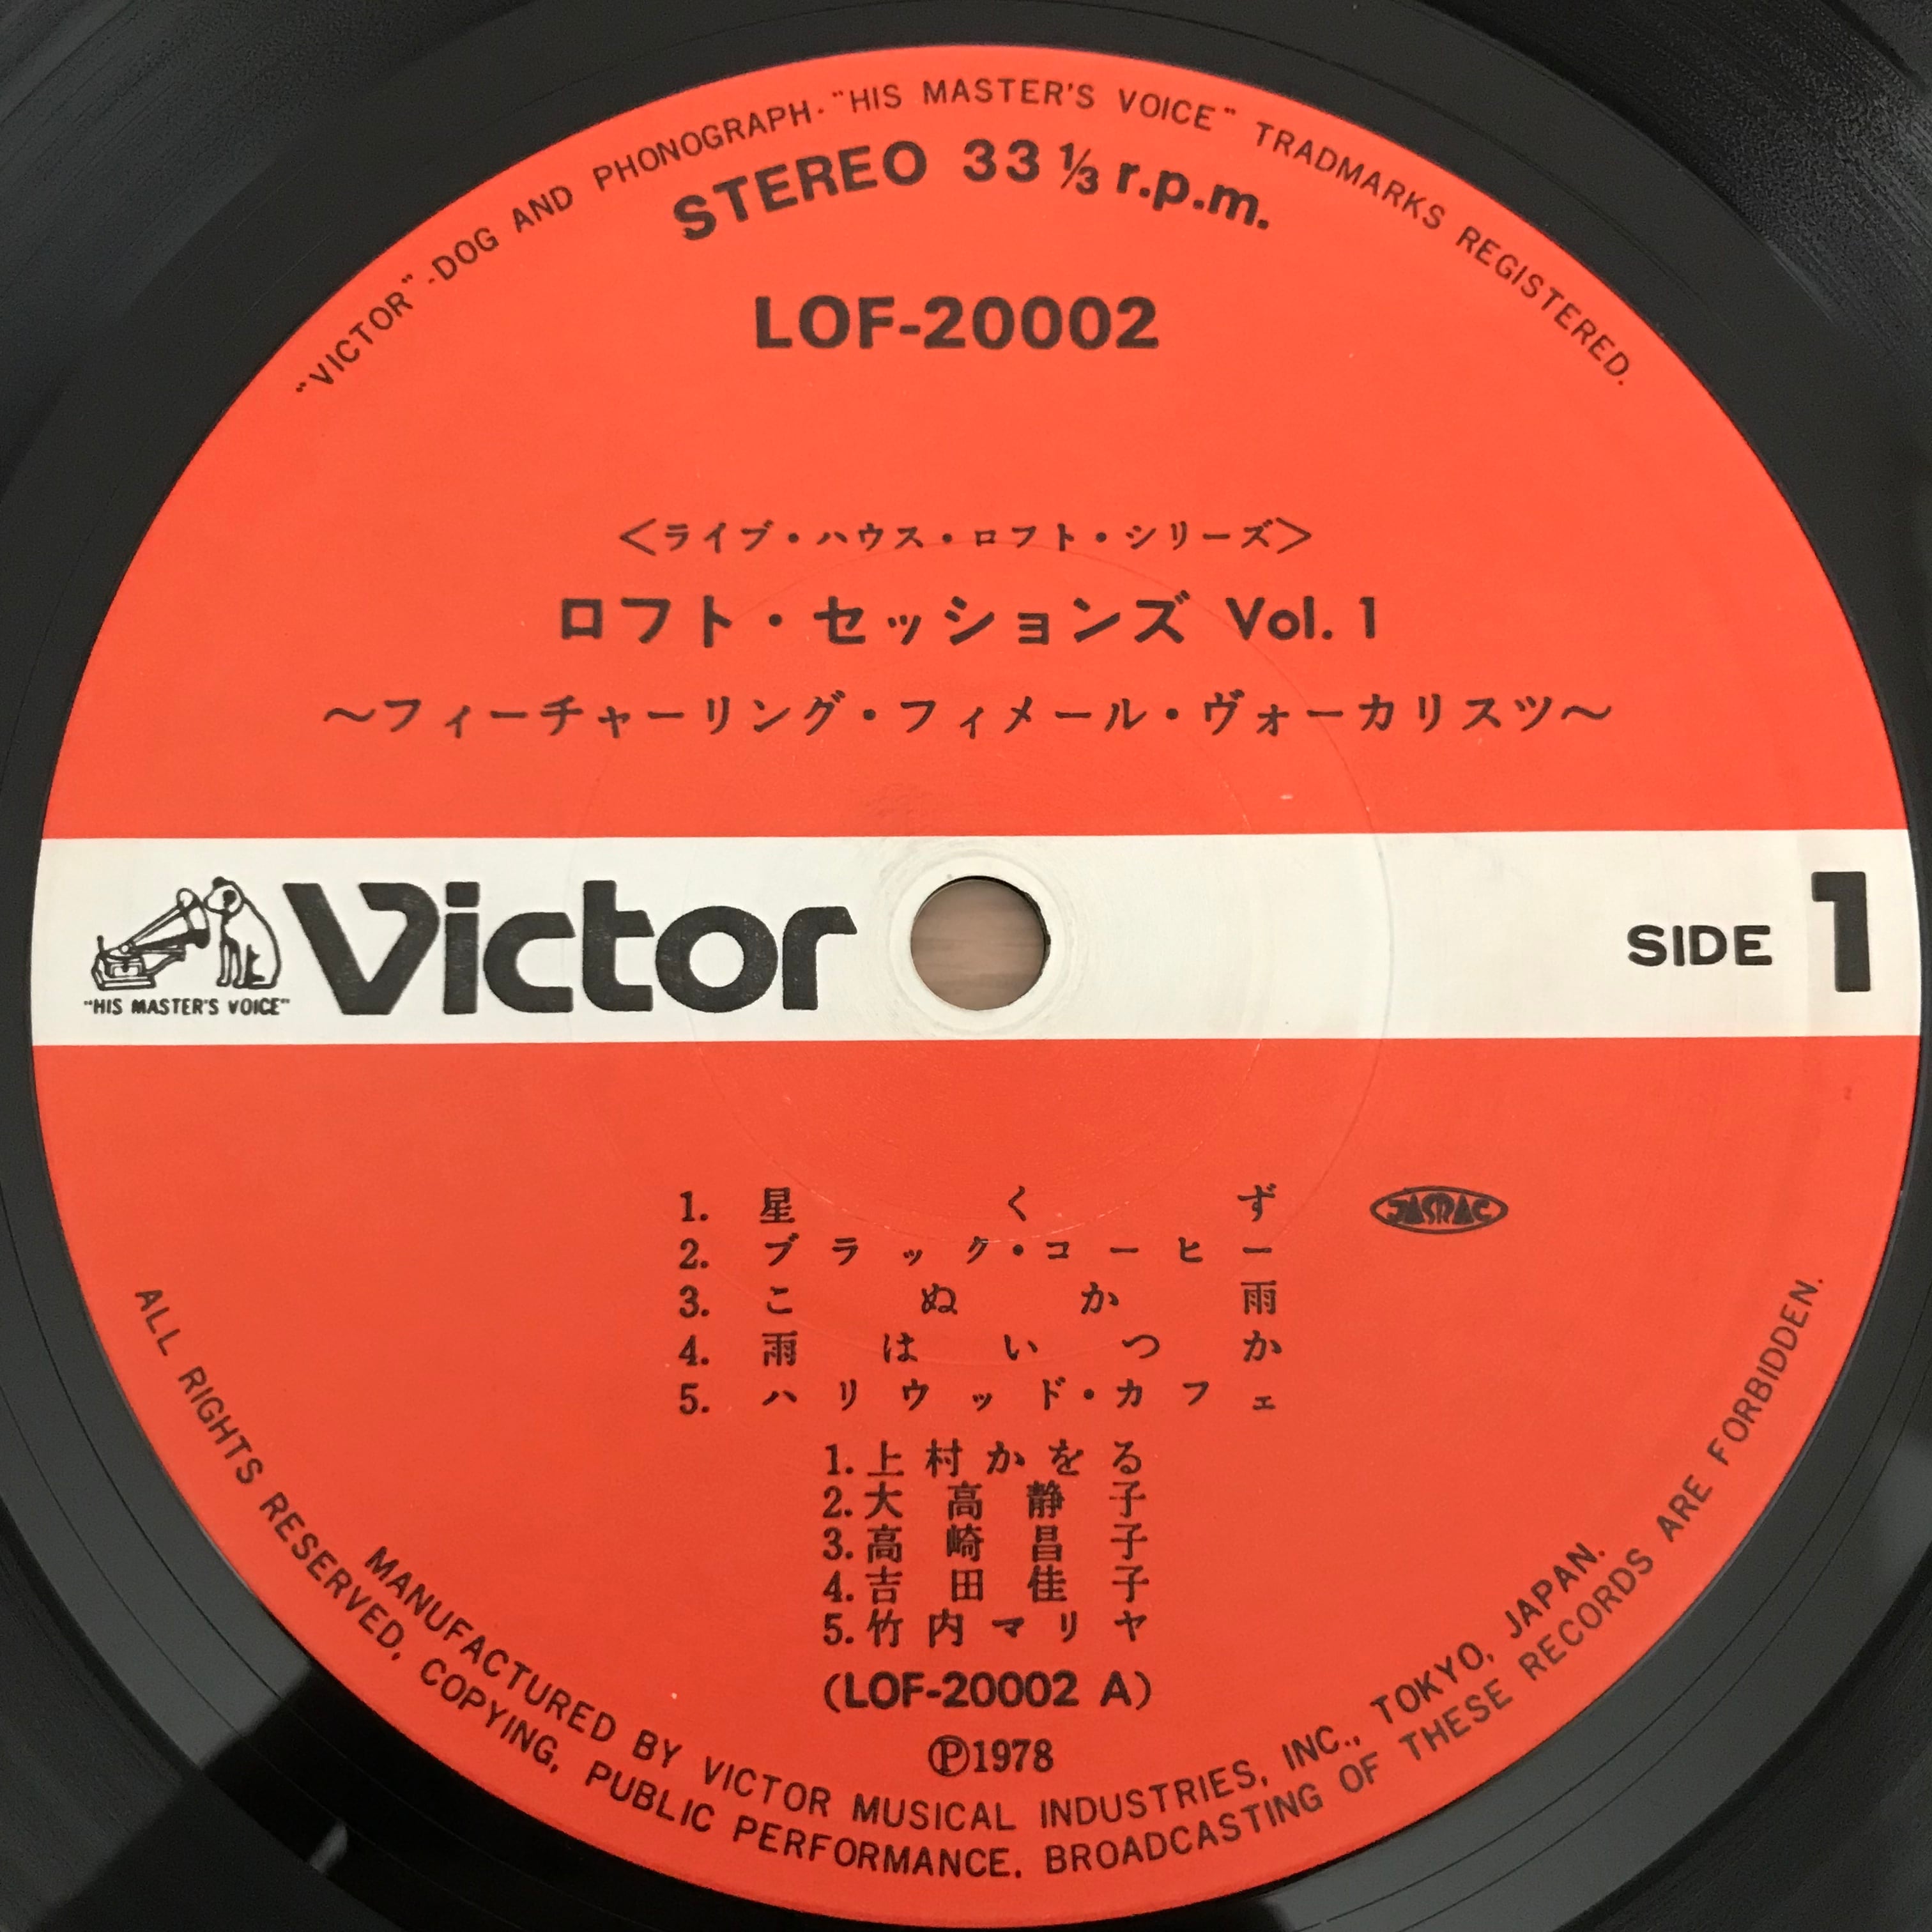 "VICTOR"-DOG AND PHONOGRAPH·"HIS MASTER'S VOICE" TRADMARKS REGISTERED.
STEREO 33⅓ r.p.m.
LOF-20002
<ライブ・ハウス・ロフト・シリーズ>
ロフト・セッションズ Vol. 1
〜フィーチャーリング・フィメール・ヴォーカリスツ〜
"HIS MASTER'S VOICE"
Victor
SIDE 1
1. 星くず
JASRAC
2. ブラック・コーヒー
3. こぬか雨
4. 雨はいつか
5. ハリウッド・カフェ
1. 上村かをる
2. 大高静子
3. 高崎昌子
4. 吉田佳子
5. 竹内マリヤ
(LOF-20002 A)
Ⓟ1978
MANUFACTURED BY VICTOR MUSICAL INDUSTRIES, INC., TOKYO, JAPAN.
ALL RIGHTS RESERVED, COPYING, PUBLIC PERFORMANCE. BROADCASTING OF THESE RECORDS ARE FORBIDDEN.